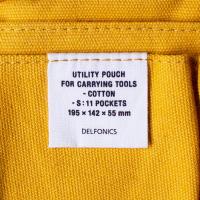 UTILITY POUCH
FOR CARRYING TOOLS
- COTTON
- S : 11 POCKETS
195 × 142 × 55 mm
DELFONICS